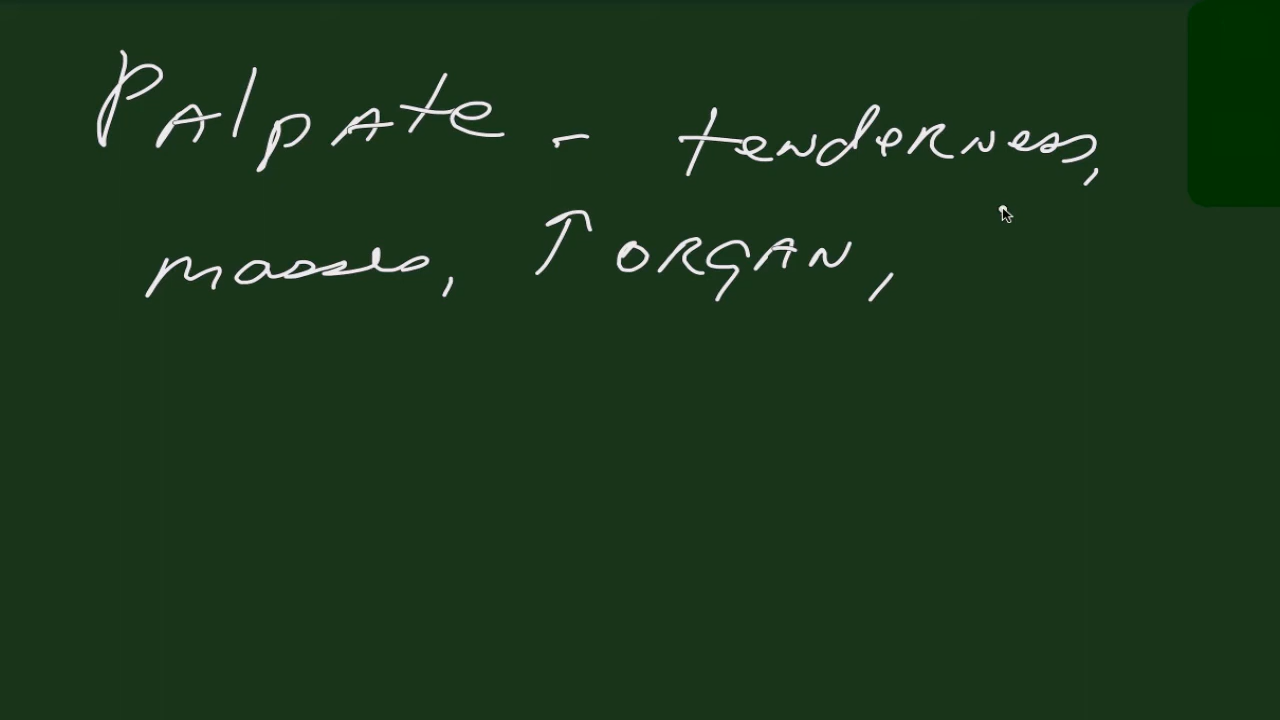 PAlpAte - tenderness,
masses, ↑ ORGAN,